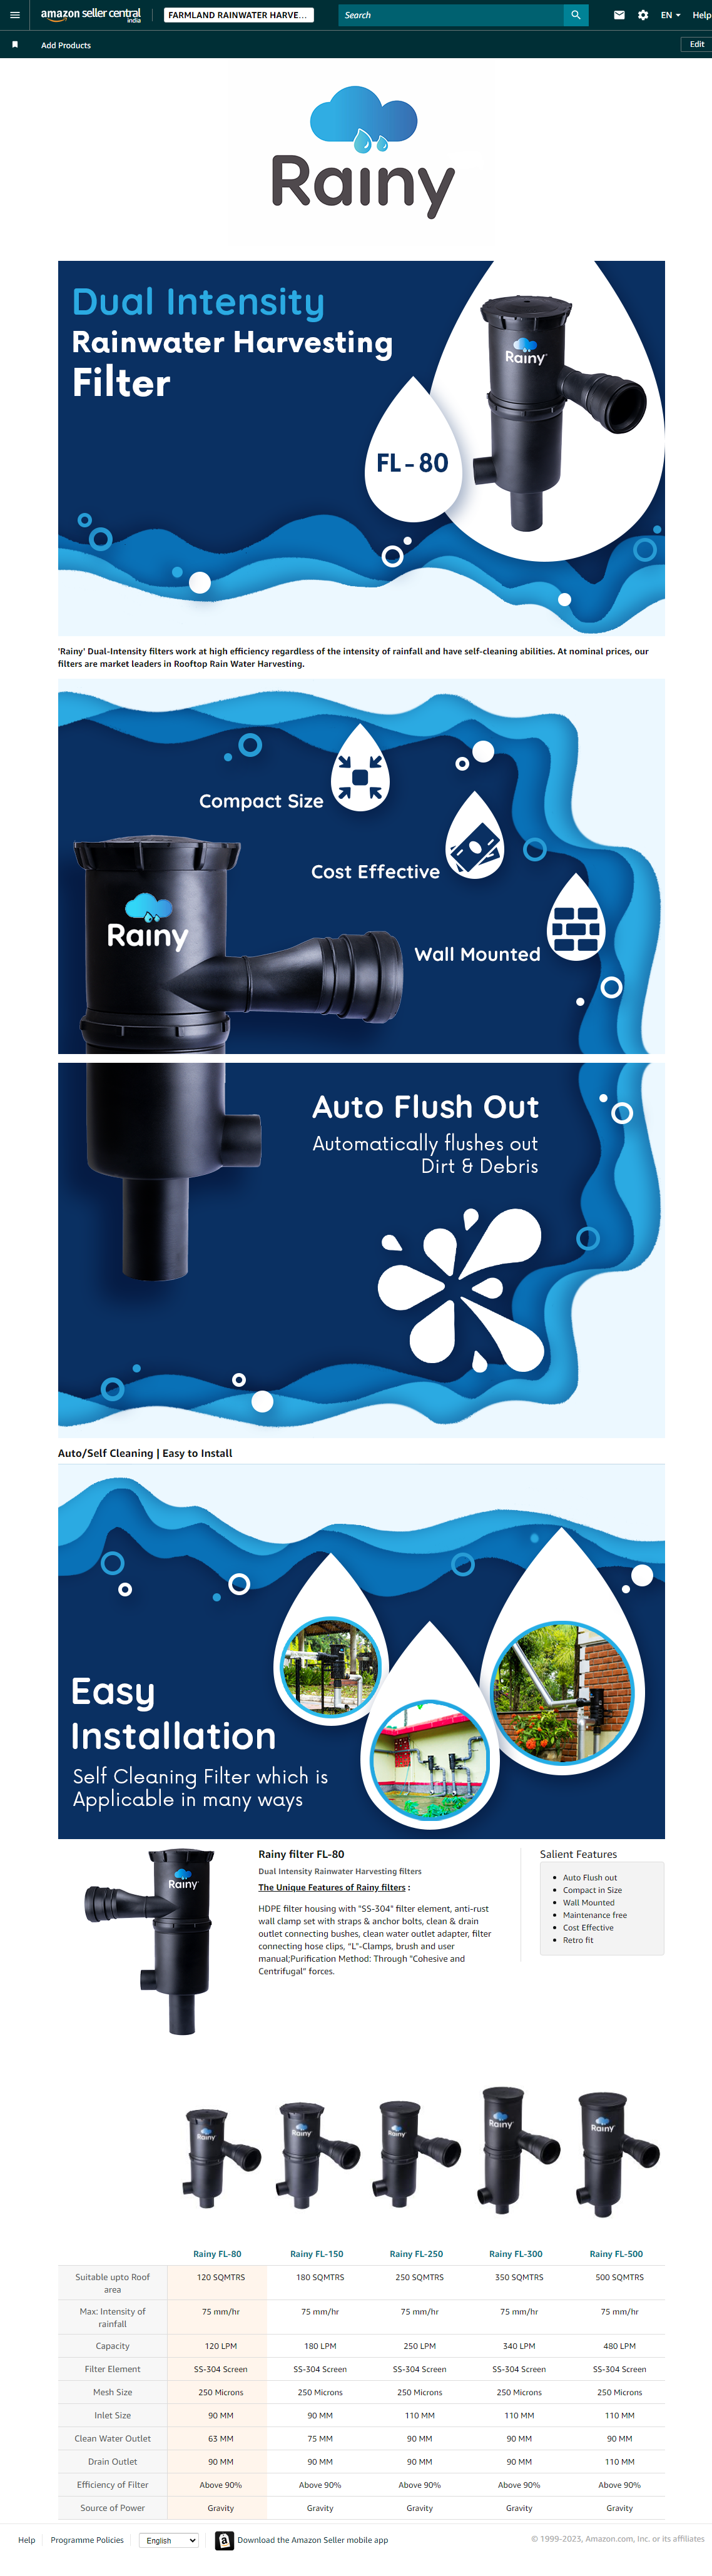 amazon seller central
india
FARMLAND RAINWATER HARVE...
Search
EN
Help
Add Products
Edit
Rainy
Dual Intensity
Rainwater Harvesting
Filter
Rainy
FL - 80
'Rainy' Dual-Intensity filters work at high efficiency regardless of the intensity of rainfall and have self-cleaning abilities. At nominal prices, our
filters are market leaders in Rooftop Rain Water Harvesting.
Compact Size
Cost Effective
Rainy
Wall Mounted
Auto Flush Out
Automatically flushes out
Dirt & Debris
Auto/Self Cleaning | Easy to Install
Easy
Installation
Self Cleaning Filter which is
Applicable in many ways
Rainy
Rainy filter FL-80
Dual Intensity Rainwater Harvesting filters
The Unique Features of Rainy filters :
HDPE filter housing with "SS-304" filter element, anti-rust
wall clamp set with straps & anchor bolts, clean & drain
outlet connecting bushes, clean water outlet adapter, filter
connecting hose clips, "L"-Clamps, brush and user
manual;Purification Method: Through "Cohesive and
Centrifugal" forces.
Salient Features
Auto Flush out
Compact in Size
Wall Mounted
Maintenance free
Cost Effective
Retro fit
Rainy Rainy Rainy Rainy Rainy
Rainy FL-80 Rainy FL-150 Rainy FL-250 Rainy FL-300 Rainy FL-500
Suitable upto Roof
area
120 SQMTRS 180 SQMTRS 250 SQMTRS 350 SQMTRS 500 SQMTRS
Max: Intensity of
rainfall
75 mm/hr 75 mm/hr 75 mm/hr 75 mm/hr 75 mm/hr
Capacity 120 LPM 180 LPM 250 LPM 340 LPM 480 LPM
Filter Element SS-304 Screen SS-304 Screen SS-304 Screen SS-304 Screen SS-304 Screen
Mesh Size 250 Microns 250 Microns 250 Microns 250 Microns 250 Microns
Inlet Size 90 MM 90 MM 110 MM 110 MM 110 MM
Clean Water Outlet 63 MM 75 MM 90 MM 90 MM 90 MM
Drain Outlet 90 MM 90 MM 90 MM 90 MM 110 MM
Efficiency of Filter Above 90% Above 90% Above 90% Above 90% Above 90%
Source of Power Gravity Gravity Gravity Gravity Gravity
Help Programme Policies English Download the Amazon Seller mobile app © 1999-2023, Amazon.com, Inc. or its affiliates